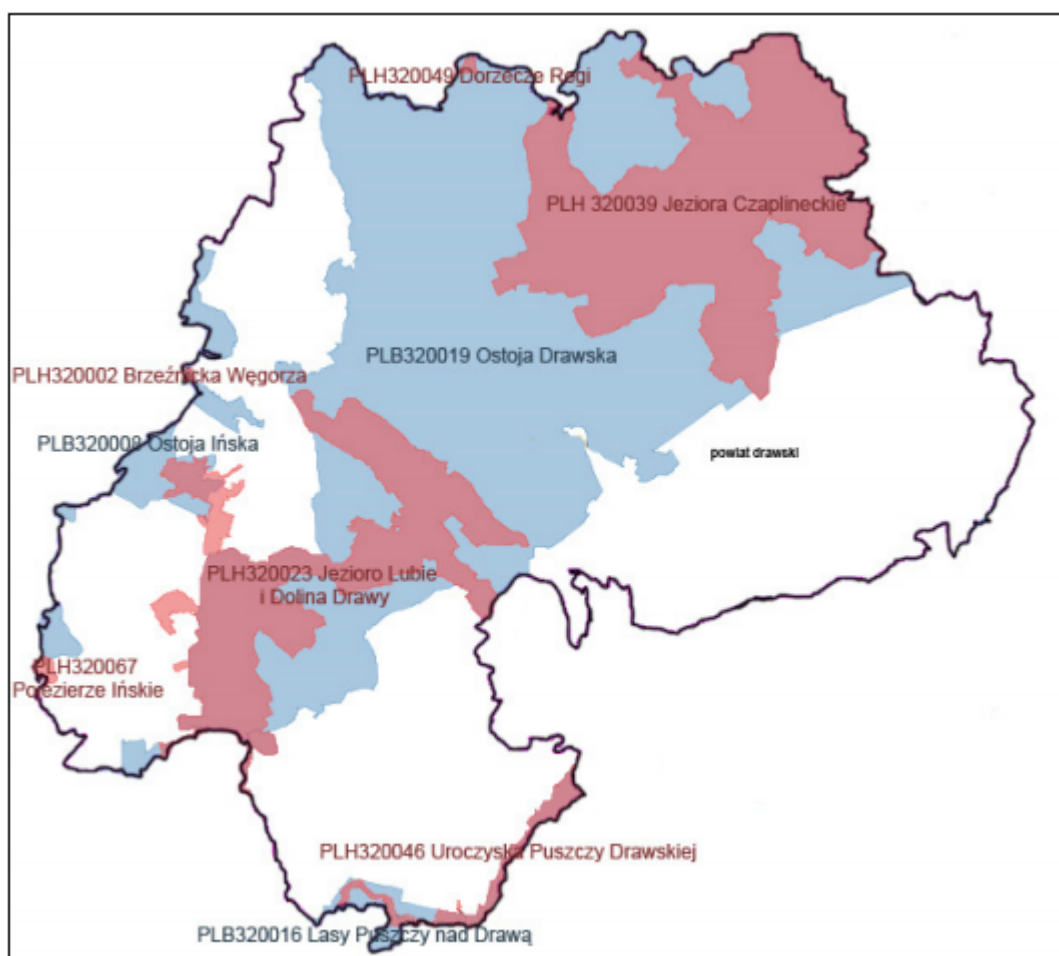 PLH320049 Dorzecze Regi
PLH 320039 Jeziora Czaplineckie
PLB320019 Ostoja Drawska
PLH320002 Brzeźnicka Węgorza
PLB320008 Ostoja Ińska
powiat drawski
PLH320023 Jezioro Lubie
i Dolina Drawy
PLH320067
Pojezierze Ińskie
PLH320046 Uroczyska Puszczy Drawskiej
PLB320016 Lasy Puszczy nad Drawą